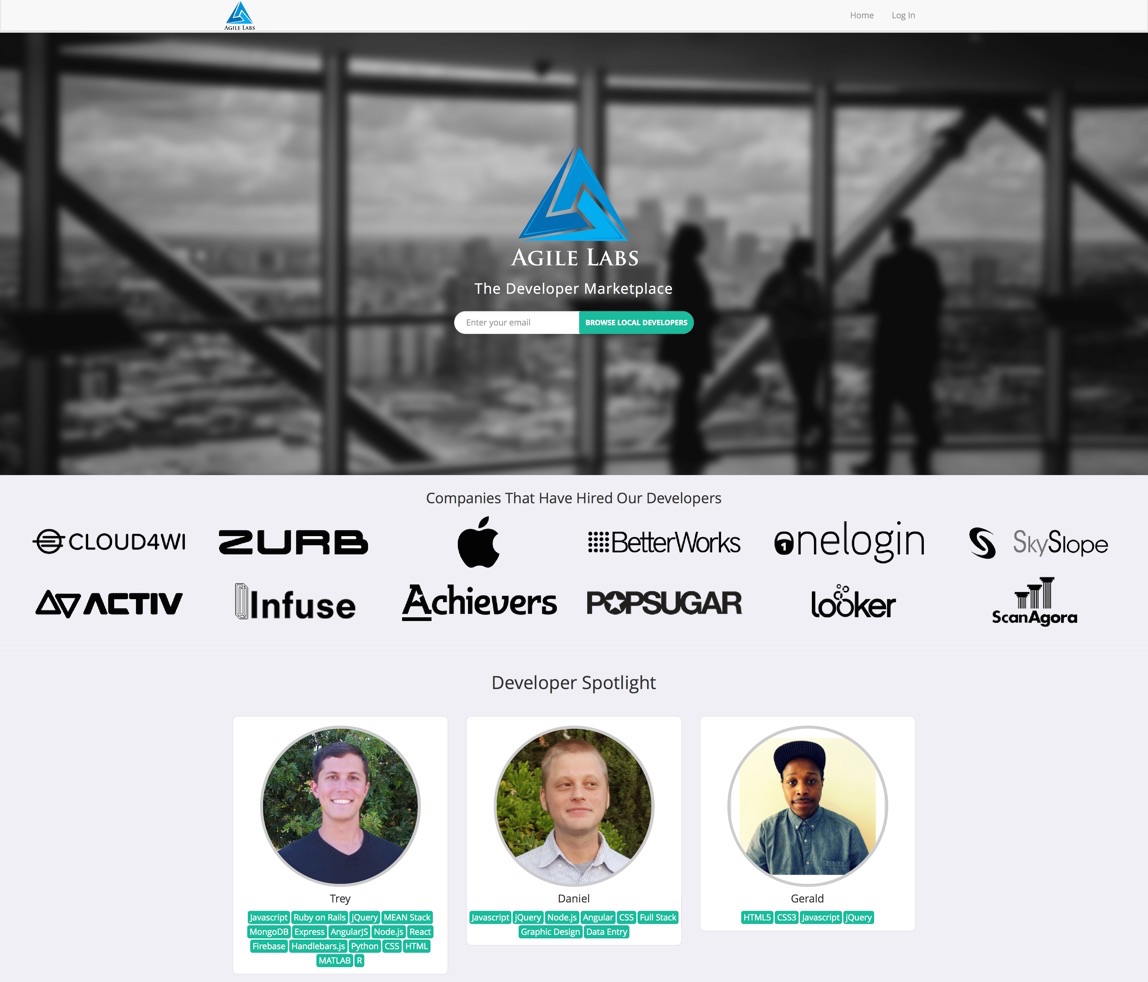 AGILE LABS
Home Log In
AGILE LABS
The Developer Marketplace
Enter your email BROWSE LOCAL DEVELOPERS
Companies That Have Hired Our Developers
CLOUD4WI ZURB BetterWorks onelogin SkySlope
ACTIV Infuse Achievers POPSUGAR looker ScanAgora
Developer Spotlight
Trey
Javascript Ruby on Rails jQuery MEAN Stack
MongoDB Express AngularJS Node.js React
Firebase Handlebars.js Python CSS HTML
MATLAB R
Daniel
Javascript jQuery Node.js Angular CSS Full Stack
Graphic Design Data Entry
Gerald
HTML5 CSS3 Javascript jQuery